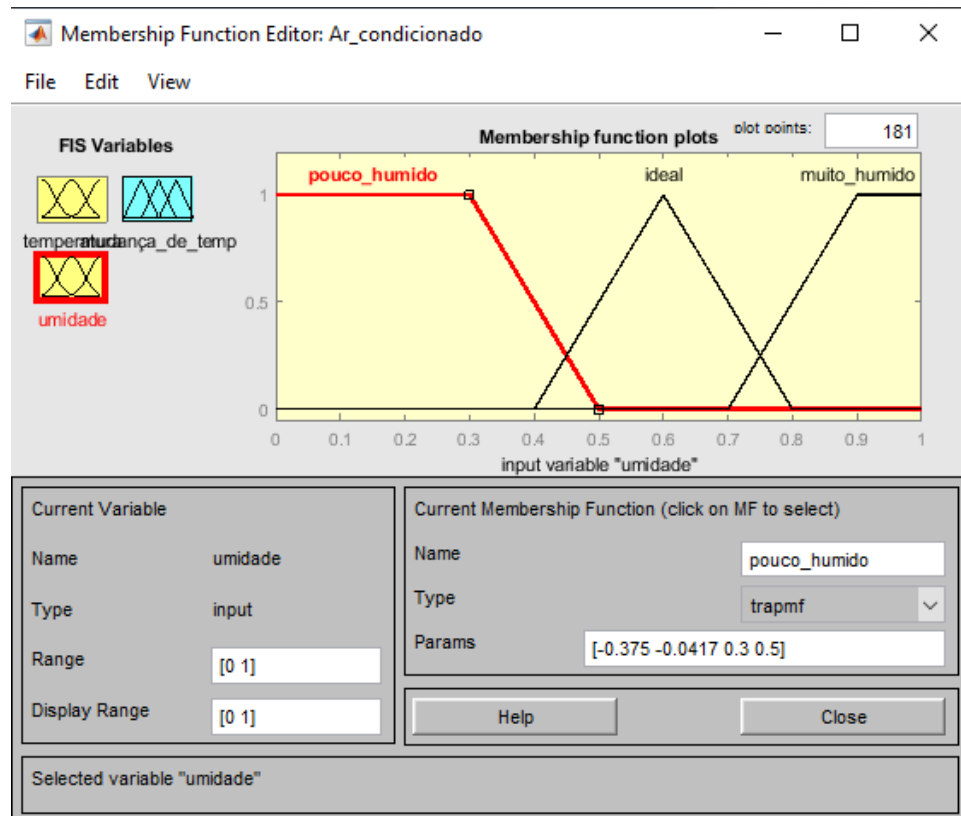 Membership Function Editor: Ar_condicionado
File Edit View
FIS Variables
Membership function plots
plot points:
181
pouco_humido
ideal
muito_humido
mudança_de_temp
umidade
1
0.5
0
0 0.1 0.2 0.3 0.4 0.5 0.6 0.7 0.8 0.9 1
input variable "umidade"
Current Variable
Name umidade
Type input
Range [0 1]
Display Range [0 1]
Current Membership Function (click on MF to select)
Name pouco_humido
Type trapmf
Params [-0.375 -0.0417 0.3 0.5]
Help
Close
Selected variable "umidade"